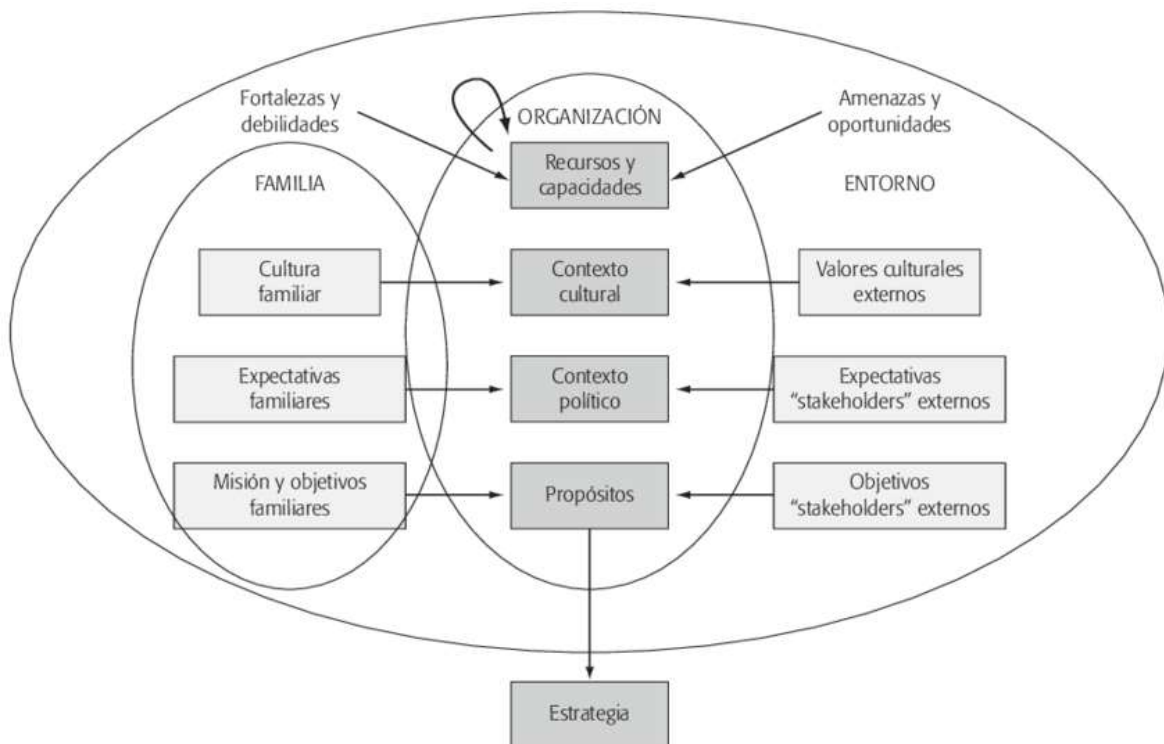 Fortalezas y
debilidades
ORGANIZACIÓN
Amenazas y
oportunidades
Recursos y
capacidades
FAMILIA
ENTORNO
Cultura
familiar
Contexto
cultural
Valores culturales
externos
Expectativas
familiares
Contexto
político
Expectativas
“stakeholders” externos
Misión y objetivos
familiares
Propósitos
Objetivos
“stakeholders” externos
Estrategia